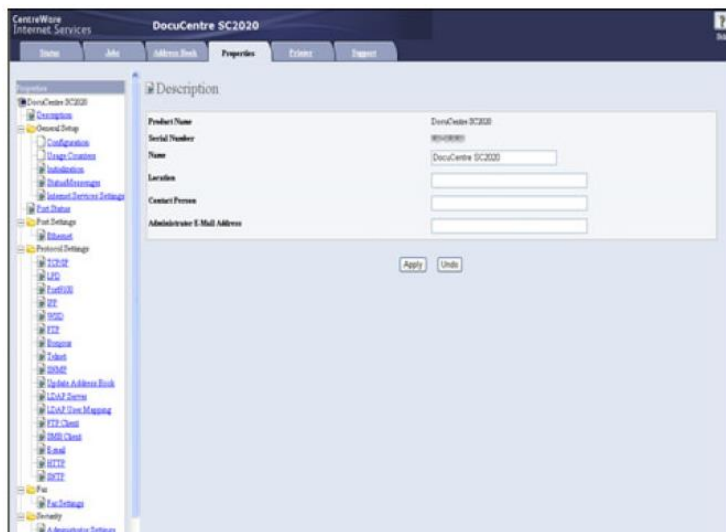 CentreWare
Internet Services
DocuCentre SC2020
Status
Jobs
Address Book
Properties
Printer
Support
Properties
DocuCentre SC2020
Description
General Setup
Configuration
Usage Counters
Initialization
StatusMessenger
Internet Services Settings
Port Status
Port Settings
Ethernet
Protocol Settings
TCP/IP
LPD
Port9100
IPP
WSD
FTP
Bonjour
Telnet
SNMP
Update Address Book
LDAP Server
LDAP User Mapping
FTP Client
SMB Client
E-mail
HTTP
SNTP
Fax
Fax Settings
Security
Administrator Settings
Description
Product Name
DocuCentre SC2020
Serial Number
Name
DocuCentre SC2020
Location
Contact Person
Administrator E-Mail Address
Apply
Undo